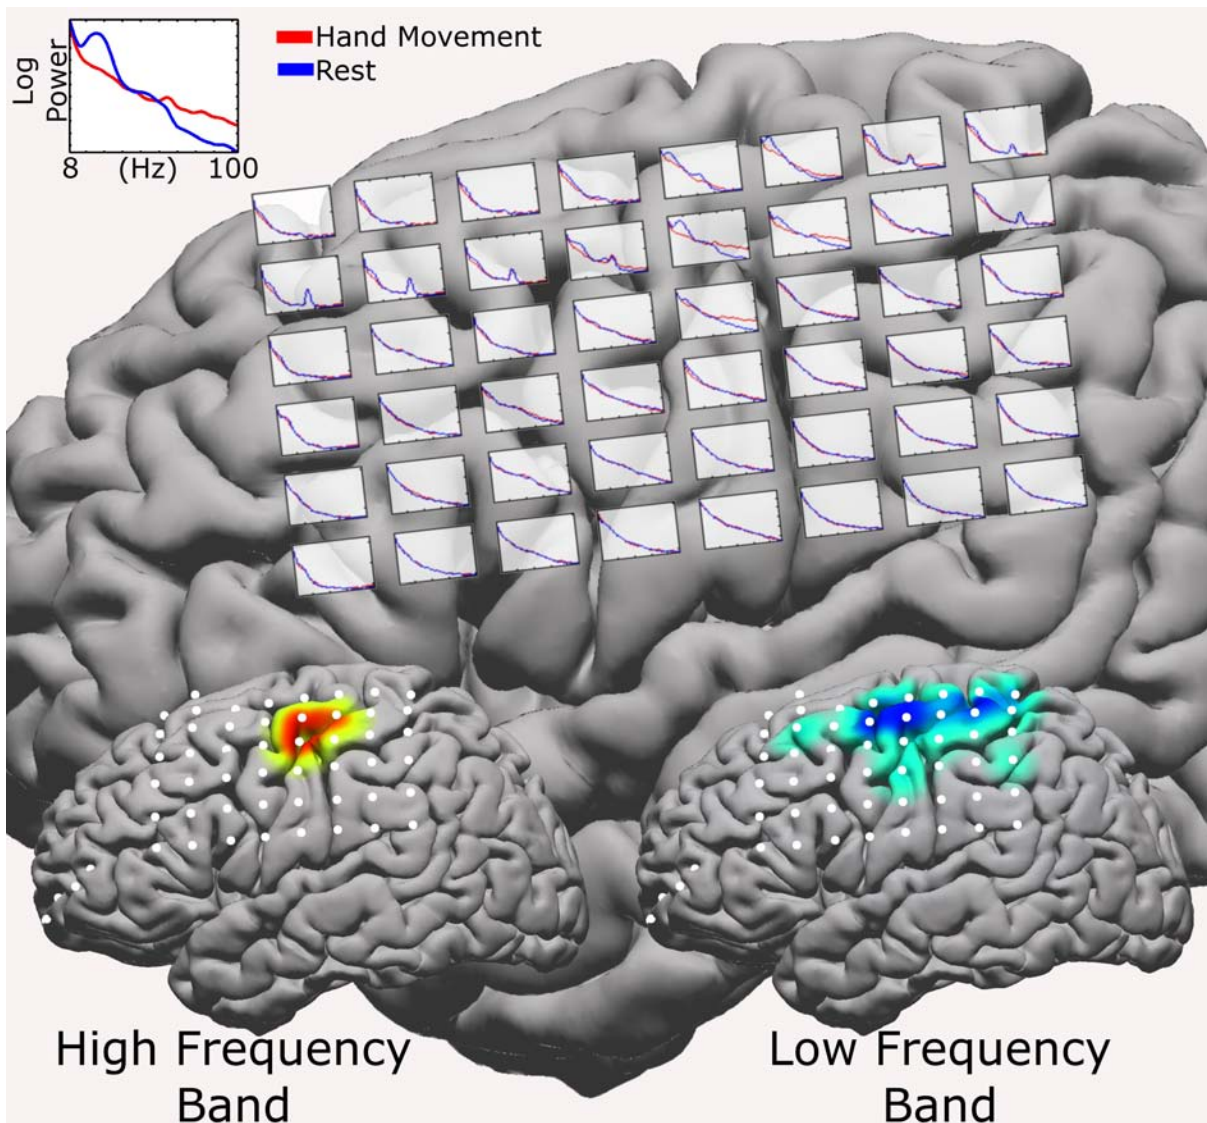 Log
Power
8 (Hz) 100
Hand Movement
Rest
High Frequency
Band
Low Frequency
Band